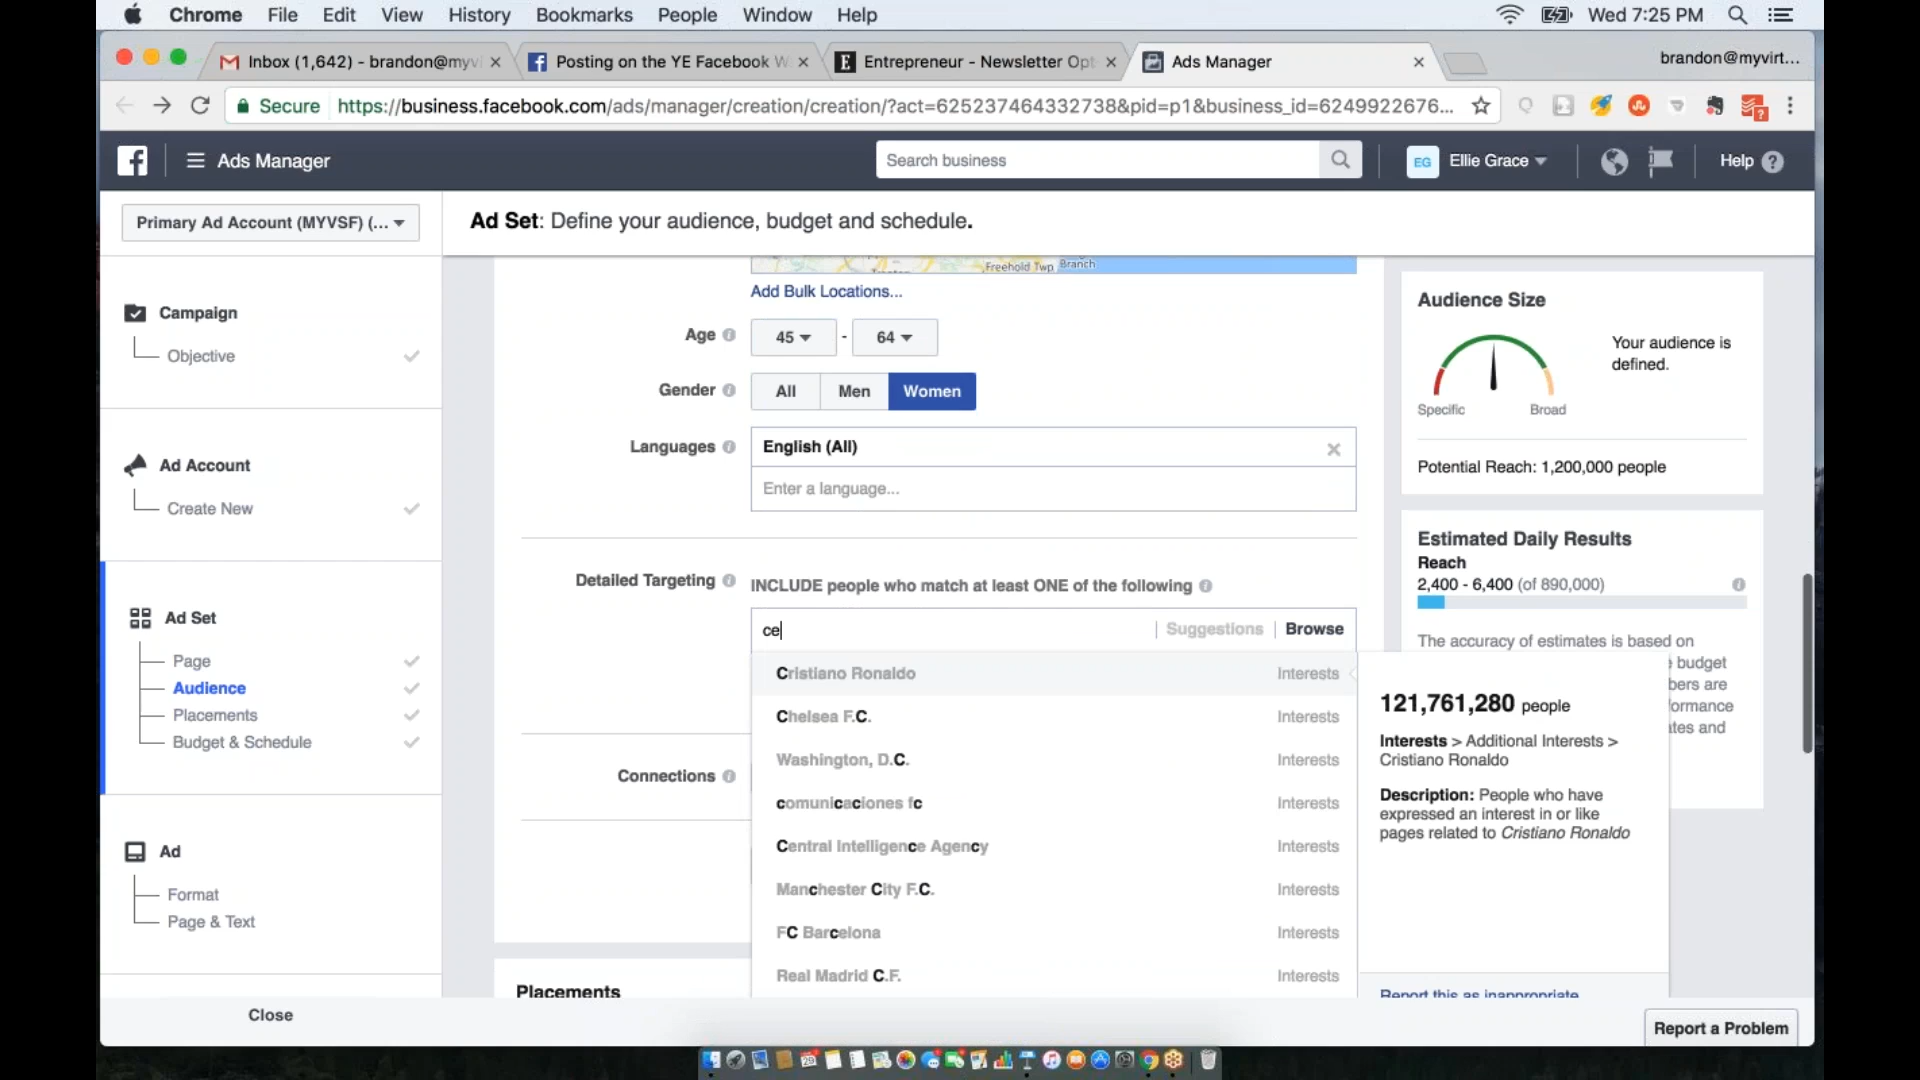 Chrome File Edit View History Bookmarks People Window Help Wed 7:25 PM
Inbox (1,642) - brandon@myv
Posting on the YE Facebook W
Entrepreneur - Newsletter Opt
Ads Manager
brandon@myvirt...
Secure https://business.facebook.com/ads/manager/creation/creation/?act=625237464332738&pid=p1&business_id=6249922676...
Ads Manager
Search business
EG Ellie Grace
Help
Primary Ad Account (MYVSF) (...
Ad Set: Define your audience, budget and schedule.
Campaign
Objective
Ad Account
Create New
Ad Set
Page
Audience
Placements
Budget & Schedule
Ad
Format
Page & Text
Close
Freehold Twp
Branch
Add Bulk Locations...
Age 45 - 64
Gender All Men Women
Languages English (All)
Enter a language...
Detailed Targeting INCLUDE people who match at least ONE of the following
ce Suggestions Browse
Cristiano Ronaldo Interests
Chelsea F.C. Interests
Washington, D.C. Interests
comunicaciones fc Interests
Central Intelligence Agency Interests
Manchester City F.C. Interests
FC Barcelona Interests
Real Madrid C.F. Interests
Connections
Placements
Audience Size
Your audience is
defined.
Specific Broad
Potential Reach: 1,200,000 people
Estimated Daily Results
Reach
2,400 - 6,400 (of 890,000)
The accuracy of estimates is based on
budget
121,761,280 people
Interests > Additional Interests >
Cristiano Ronaldo
Description: People who have
expressed an interest in or like
pages related to Cristiano Ronaldo
Report this as inappropriate
Report a Problem